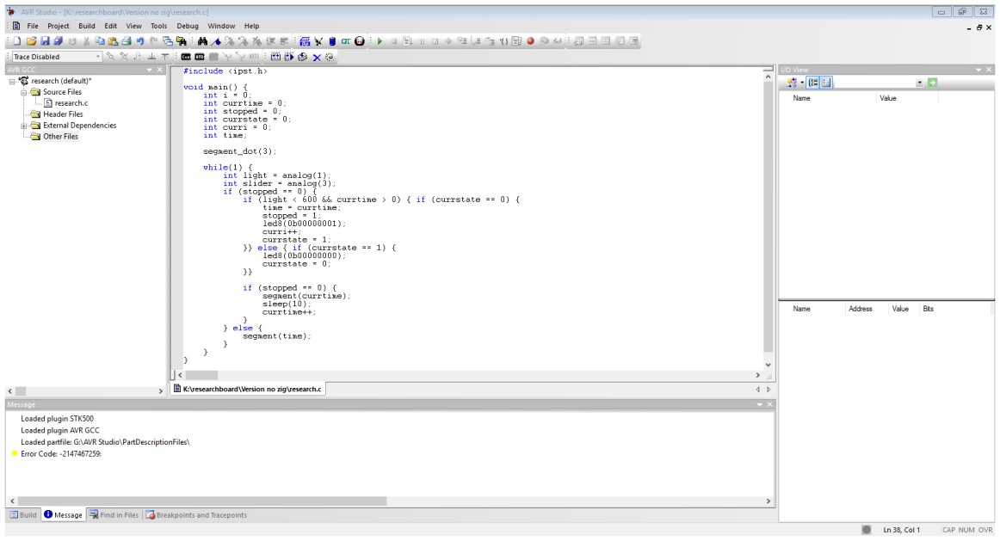 AVR Studio - [K:\researchboard\Version no zig\research.c]
File Project Build Edit View Tools Debug Window Help
Trace Disabled
AVR GCC
research (default)*
Source Files
research.c
Header Files
External Dependencies
Other Files
#include <ipst.h>
void main() {
int i = 0;
int currtime = 0;
int stopped = 0;
int currstate = 0;
int curri = 0;
int time;
segment_dot(3);
while(1) {
int light = analog(1);
int slider = analog(3);
if (stopped == 0) {
if (light < 600 && currtime > 0) { if (currstate == 0) {
time = currtime;
stopped = 1;
led8(0b00000001);
curri++;
currstate = 1;
}} else { if (currstate == 1) {
led8(0b00000000);
currstate = 0;
}}
if (stopped == 0) {
segment(currtime);
sleep(10);
currtime++;
}
} else {
segment(time);
}
}
}
K:\researchboard\Version no zig\research.c
I/O View
Name Value
Name Address Value Bits
Message
Loaded plugin STK500
Loaded plugin AVR GCC
Loaded partfile: G:\AVR Studio\PartDescriptionFiles\
Error Code: -2147467259:
Build Message Find in Files Breakpoints and Tracepoints
Ln 38, Col 1 CAP NUM OVR